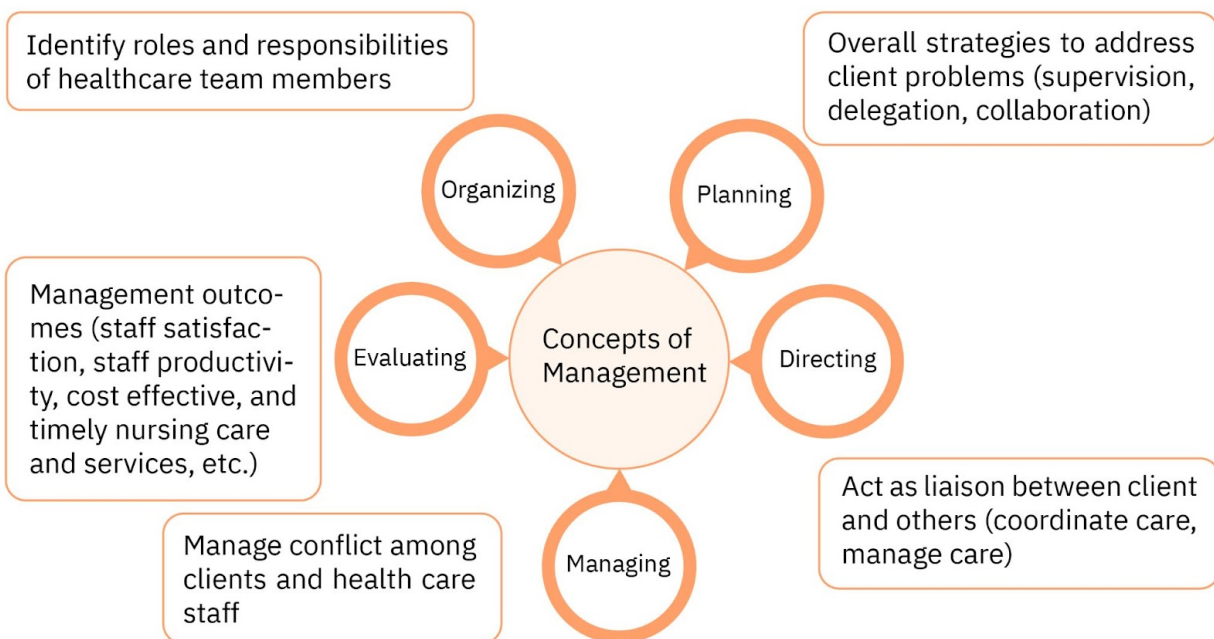 Identify roles and responsibilities
of healthcare team members
Overall strategies to address
client problems (supervision,
delegation, collaboration)
Organizing
Planning
Management outco-
mes (staff satisfac-
tion, staff productivi-
ty, cost effective, and
timely nursing care
and services, etc.)
Evaluating
Concepts of
Management
Directing
Act as liaison between client
and others (coordinate care,
manage care)
Manage conflict among
clients and health care
staff
Managing